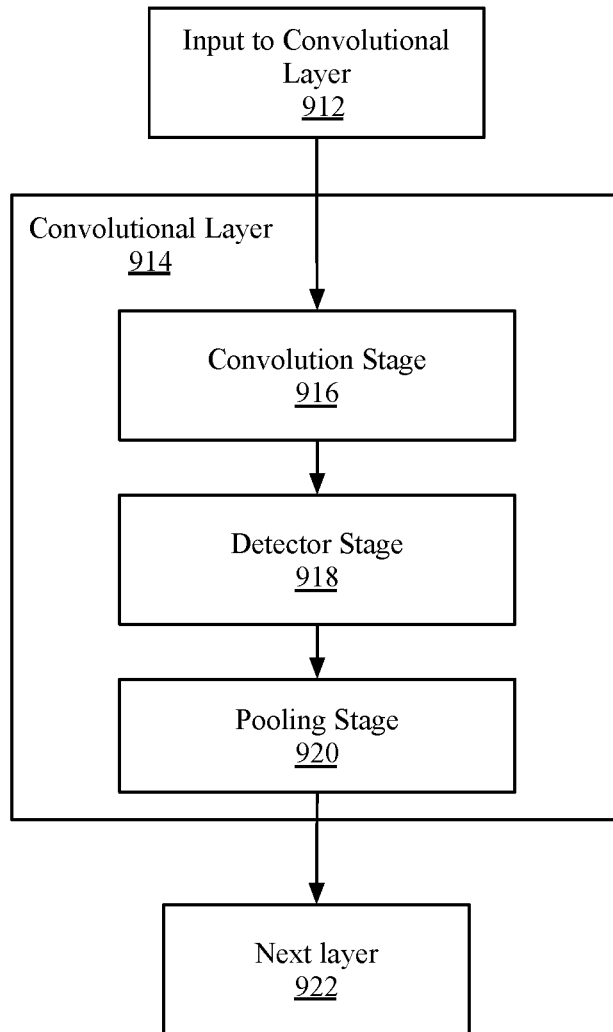 Input to Convolutional
Layer
912
Convolutional Layer
914
Convolution Stage
916
Detector Stage
918
Pooling Stage
920
Next layer
922